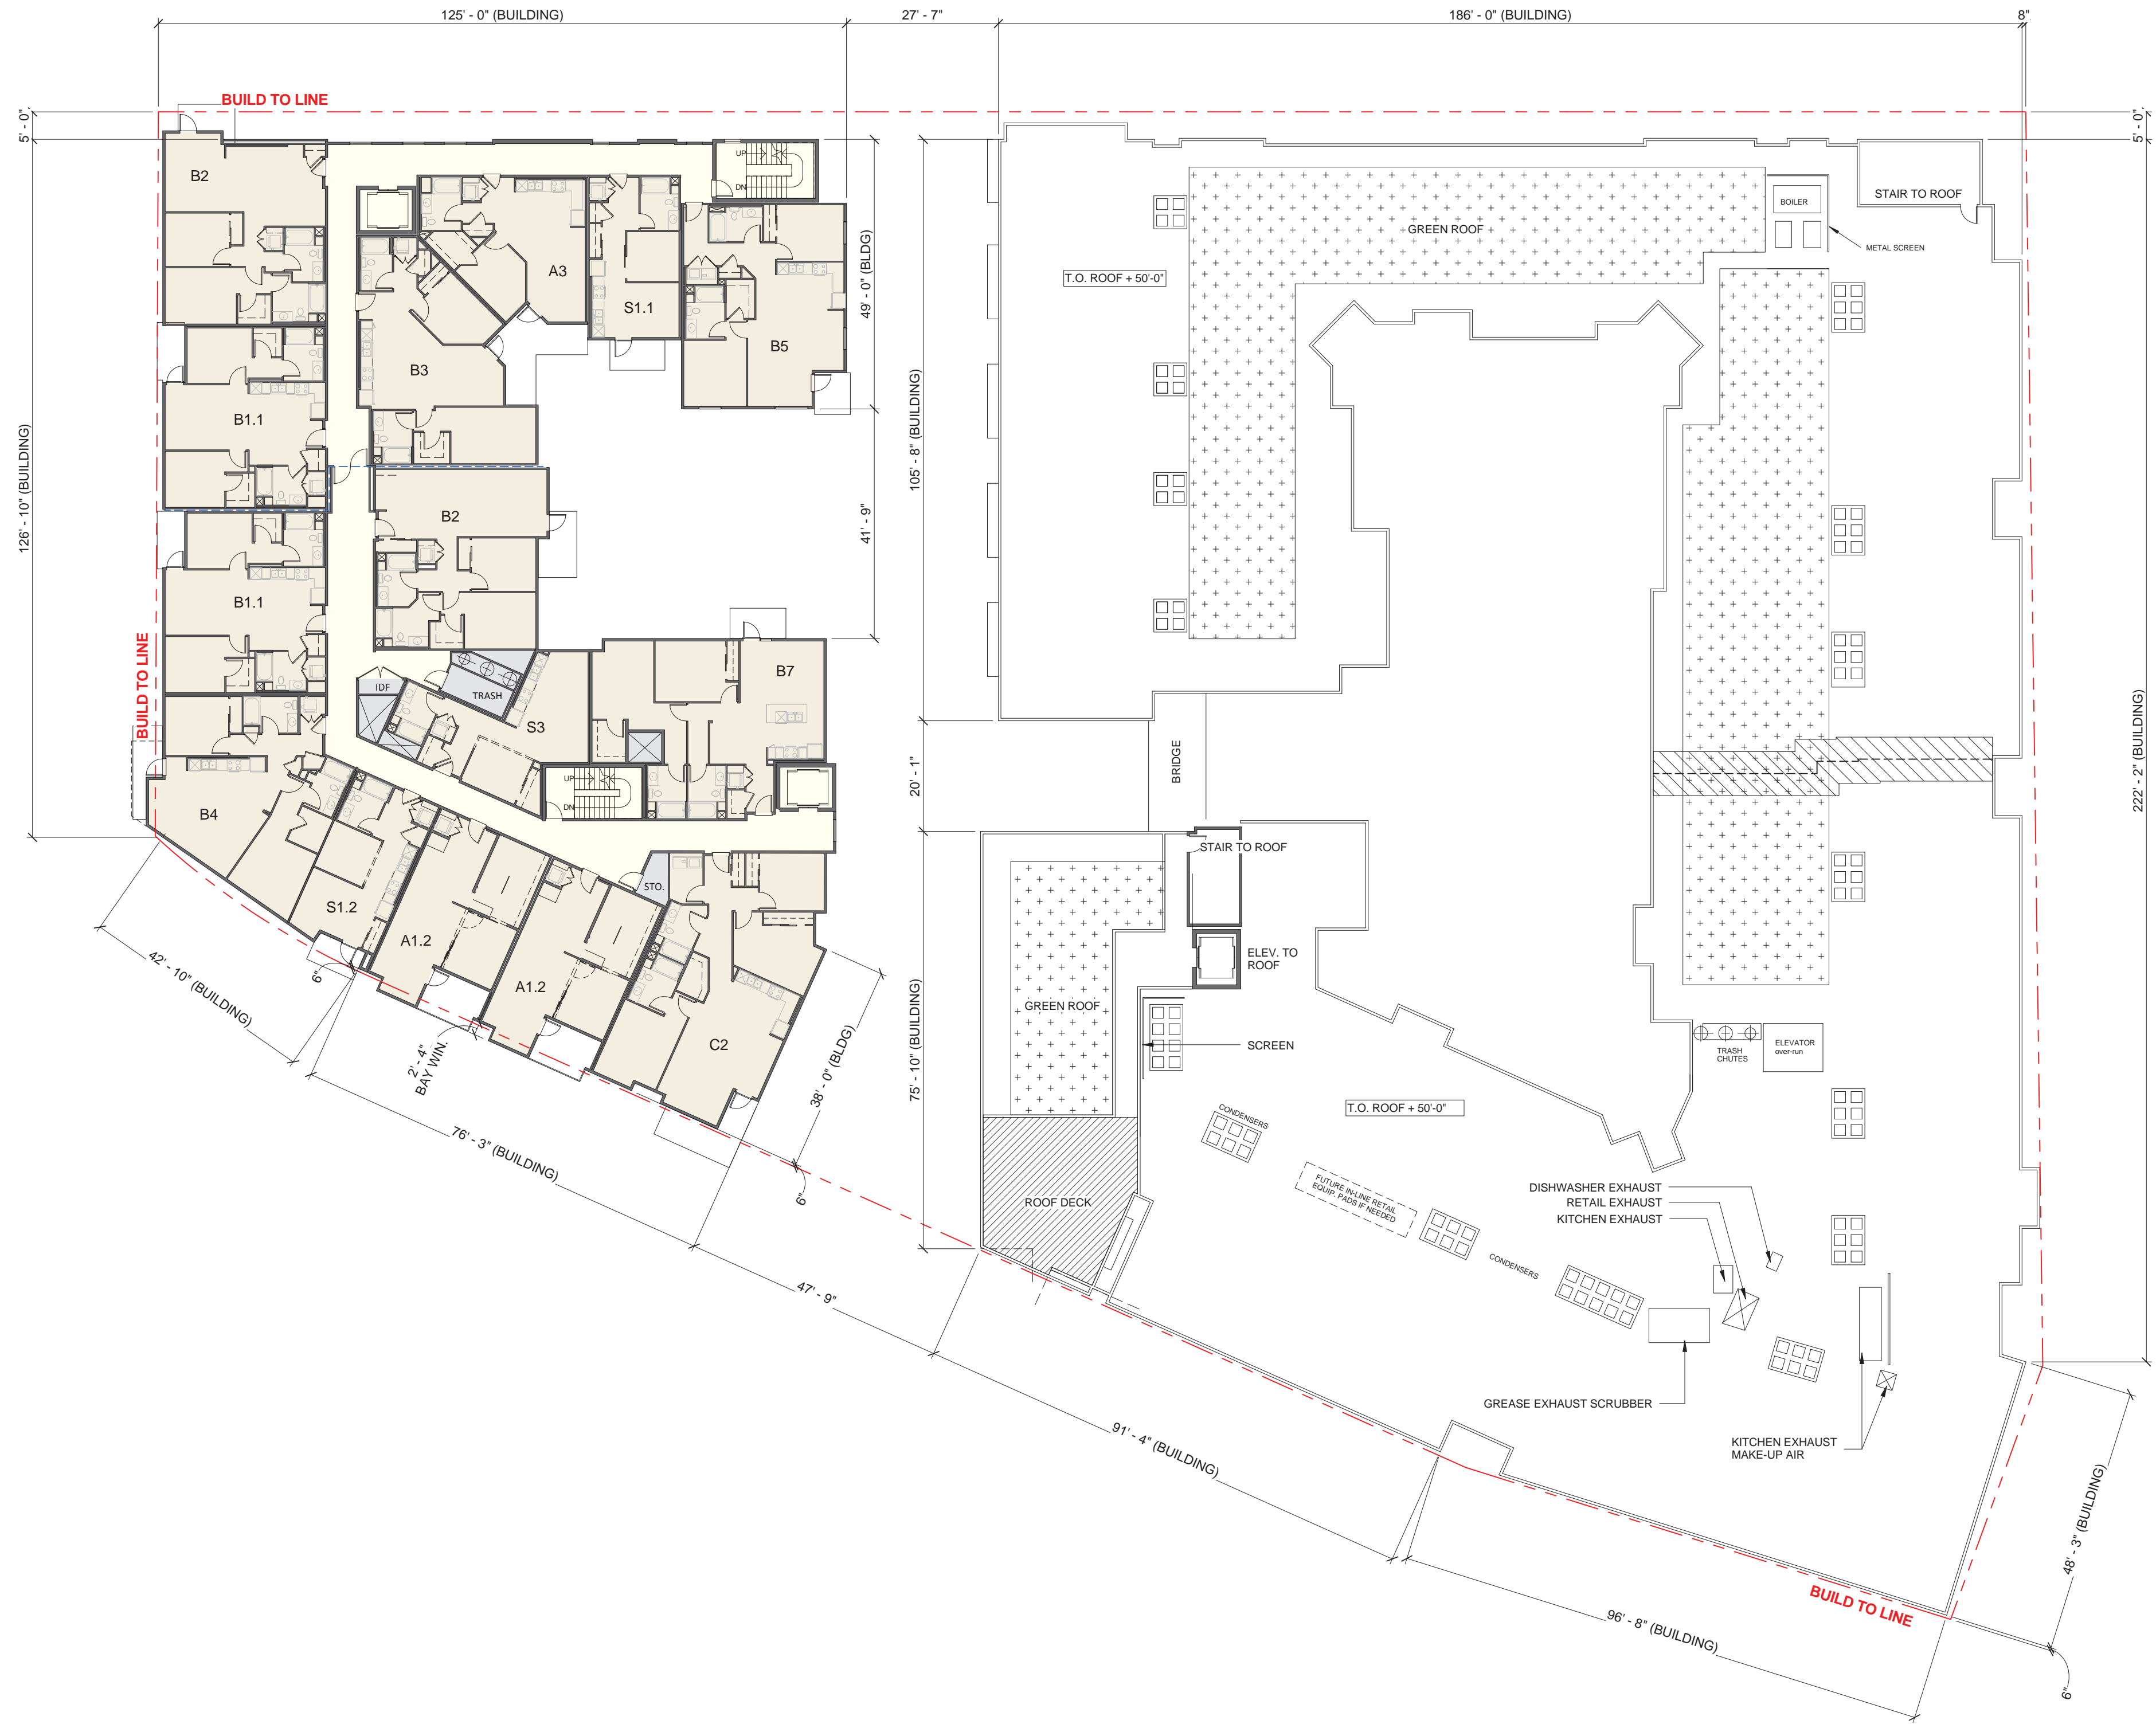 125' - 0" (BUILDING)
27' - 7"
186' - 0" (BUILDING)
8"
BUILD TO LINE
5' - 0"
5' - 0"
B2
UP
DN
A3
S1.1
B5
B3
B1.1
B2
B1.1
49' - 0" (BLDG)
41' - 9"
126' - 10" (BUILDING)
BUILD TO LINE
IDF
TRASH
S3
B7
UP
DN
B4
S1.2
A1.2
A1.2
STO.
C2
42' - 10" (BUILDING)
6"
2' - 4"
BAY WIN.
76' - 3" (BUILDING)
38' - 0" (BLDG)
6"
47' - 9"
105' - 8" (BUILDING)
20' - 1"
75' - 10" (BUILDING)
T.O. ROOF + 50'-0"
GREEN ROOF
BOILER
STAIR TO ROOF
METAL SCREEN
BRIDGE
STAIR TO ROOF
ELEV. TO
ROOF
GREEN ROOF
SCREEN
ROOF DECK
T.O. ROOF + 50'-0"
TRASH
CHUTES
ELEVATOR
over-run
CONDENSERS
FUTURE IN-LINE RETAIL
EQUIP. PADS IF NEEDED
CONDENSERS
DISHWASHER EXHAUST
RETAIL EXHAUST
KITCHEN EXHAUST
GREASE EXHAUST SCRUBBER
KITCHEN EXHAUST
MAKE-UP AIR
222' - 2" (BUILDING)
91' - 4" (BUILDING)
96' - 8" (BUILDING)
BUILD TO LINE
48' - 3" (BUILDING)
6"